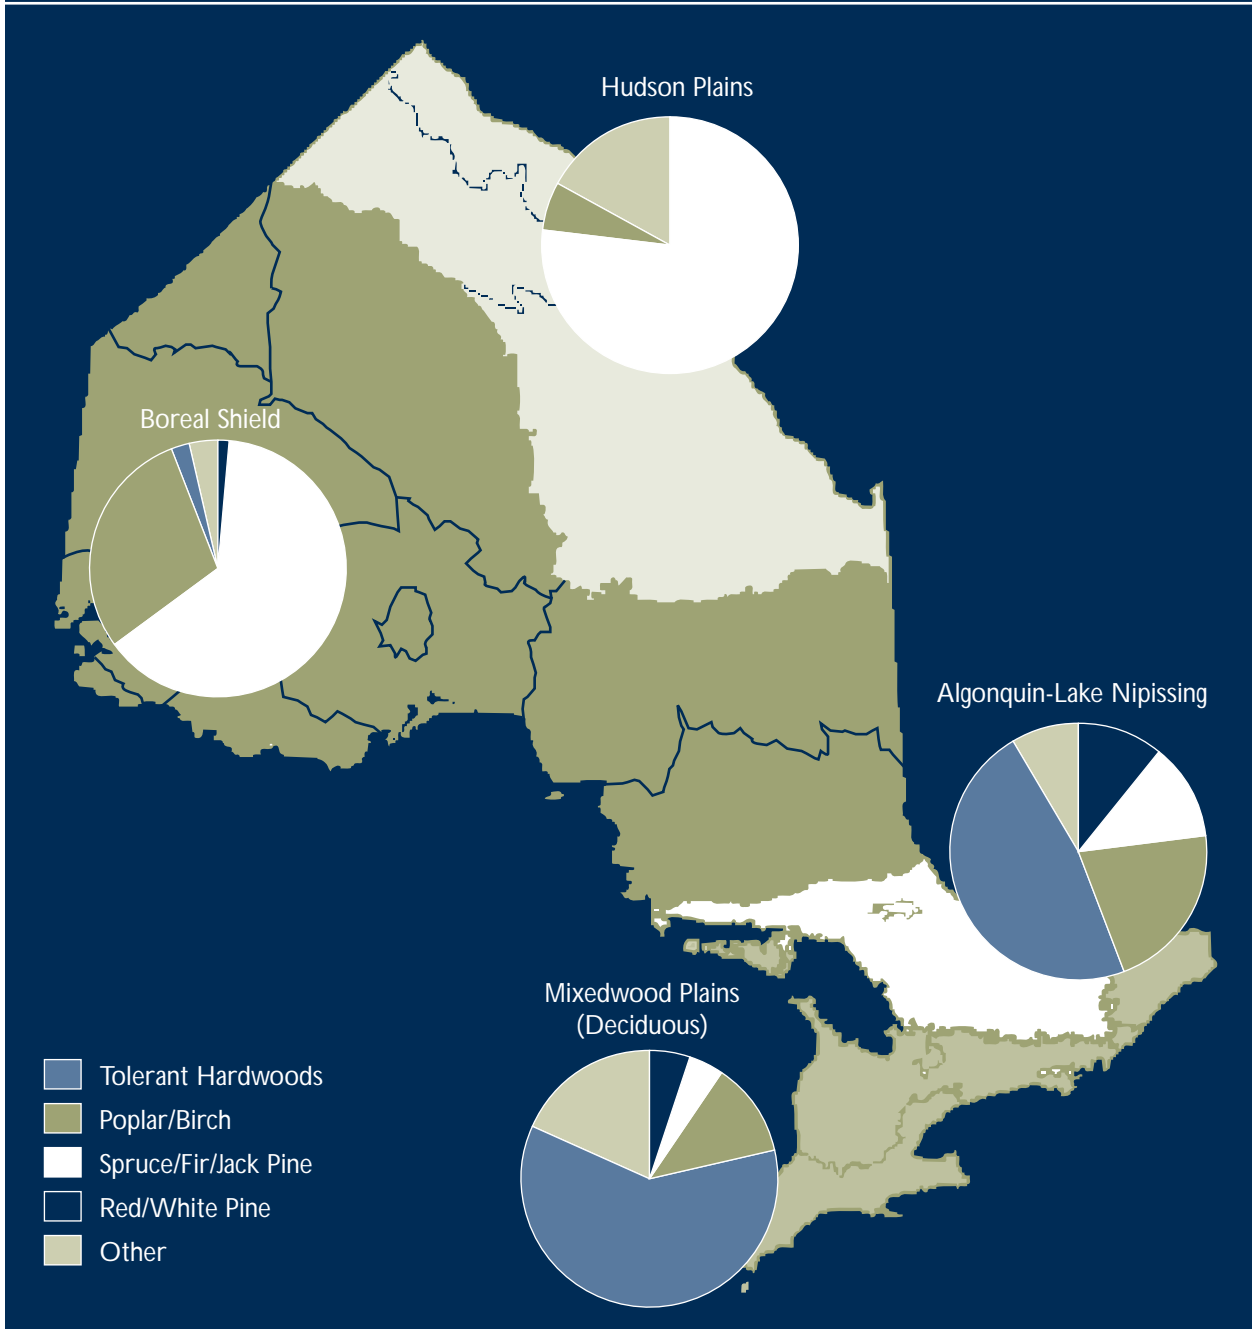 Hudson Plains
Boreal Shield
Algonquin-Lake Nipissing
Mixedwood Plains
(Deciduous)
Tolerant Hardwoods
Poplar/Birch
Spruce/Fir/Jack Pine
Red/White Pine
Other